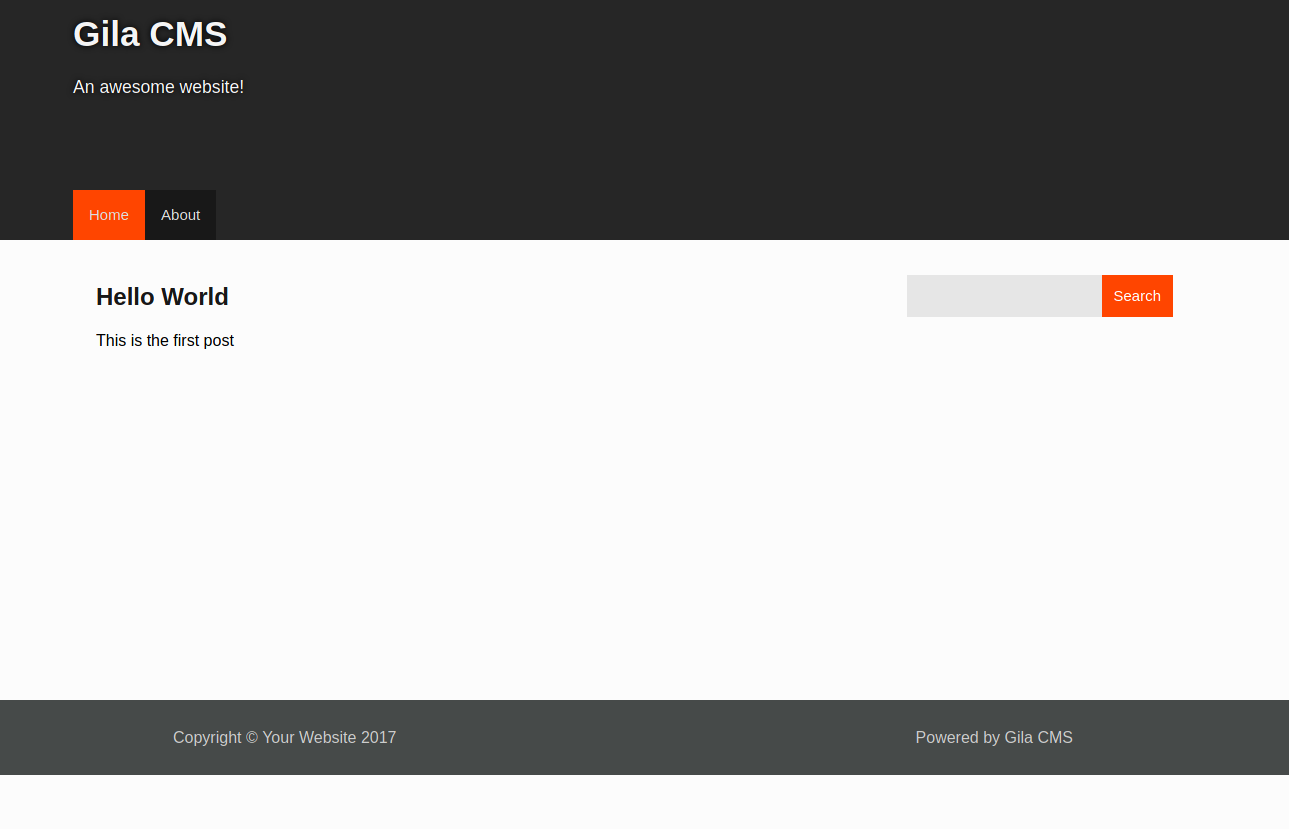 Gila CMS
An awesome website!
Home About
Hello World
This is the first post
Search
Copyright © Your Website 2017
Powered by Gila CMS